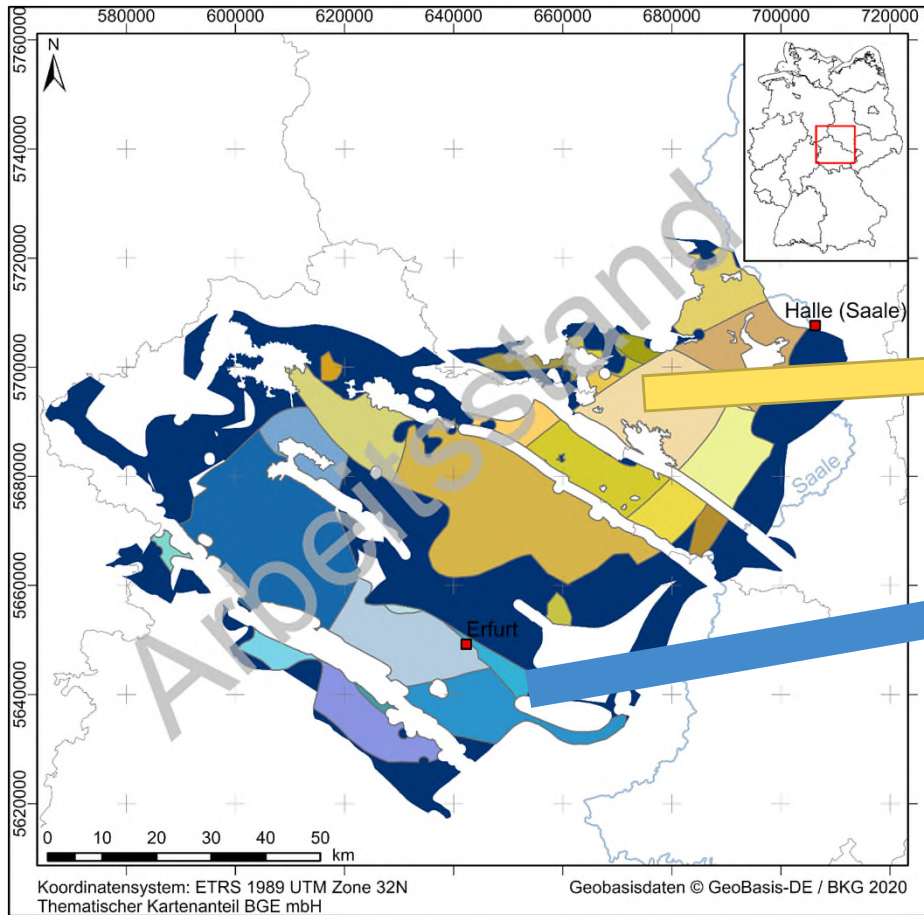 580000 600000 620000 640000 660000 680000 700000 720000
5760000
5740000
5720000
5700000
5680000
5660000
5640000
5620000
N
Halle (Saale)
Saale
Erfurt
Arbeitsstand
0 10 20 30 40 50
km
Koordinatensystem: ETRS 1989 UTM Zone 32N
Thematischer Kartenanteil BGE mbH
Geobasisdaten © GeoBasis-DE / BKG 2020